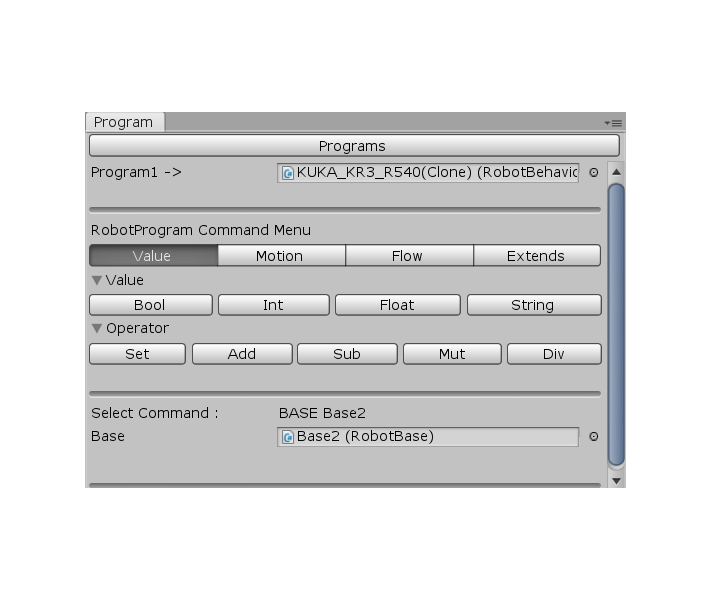 Program
Programs
Program1 -> KUKA_KR3_R540(Clone) (RobotBehavio
RobotProgram Command Menu
Value Motion Flow Extends
Value
Bool Int Float String
Operator
Set Add Sub Mut Div
Select Command : BASE Base2
Base Base2 (RobotBase)